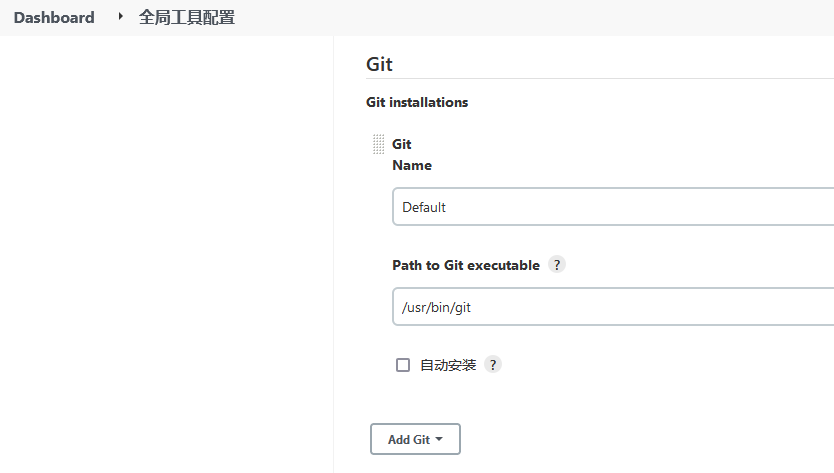 Dashboard 全局工具配置
Git
Git installations
Git
Name
Default
Path to Git executable ?
/usr/bin/git
自动安装 ?
Add Git